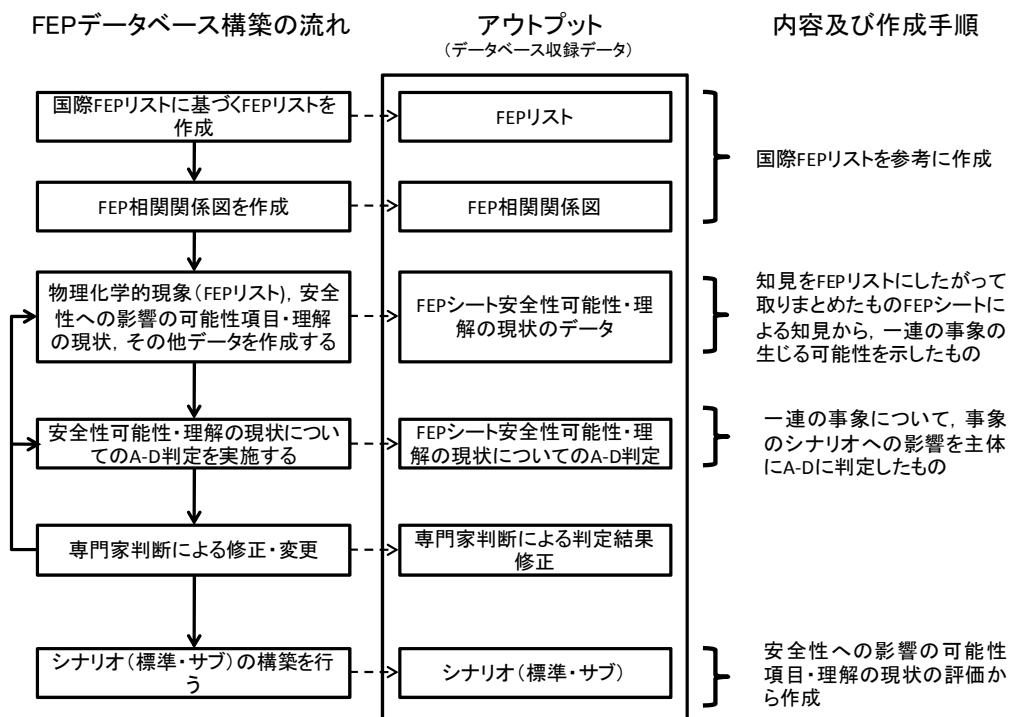 FEPデータベース構築の流れ
アウトプット
(データベース収録データ)
内容及び作成手順
国際FEPリストに基づくFEPリストを
作成
FEPリスト
国際FEPリストを参考に作成
FEP相関関係図を作成
FEP相関関係図
物理化学的現象(FEPリスト),安全
性への影響の可能性項目・理解
の現状,その他データを作成する
FEPシート安全性可能性・理
解の現状のデータ
知見をFEPリストにしたがって
取りまとめたものFEPシートに
よる知見から,一連の事象の
生じる可能性を示したもの
安全性可能性・理解の現状につい
てのA-D判定を実施する
FEPシート安全性可能性・理
解の現状についてのA-D判定
一連の事象について,事象
のシナリオへの影響を主体
にA-Dに判定したもの
専門家判断による修正・変更
専門家判断による判定結果
修正
シナリオ(標準・サブ)の構築を行
う
シナリオ(標準・サブ)
安全性への影響の可能性
項目・理解の現状の評価か
ら作成